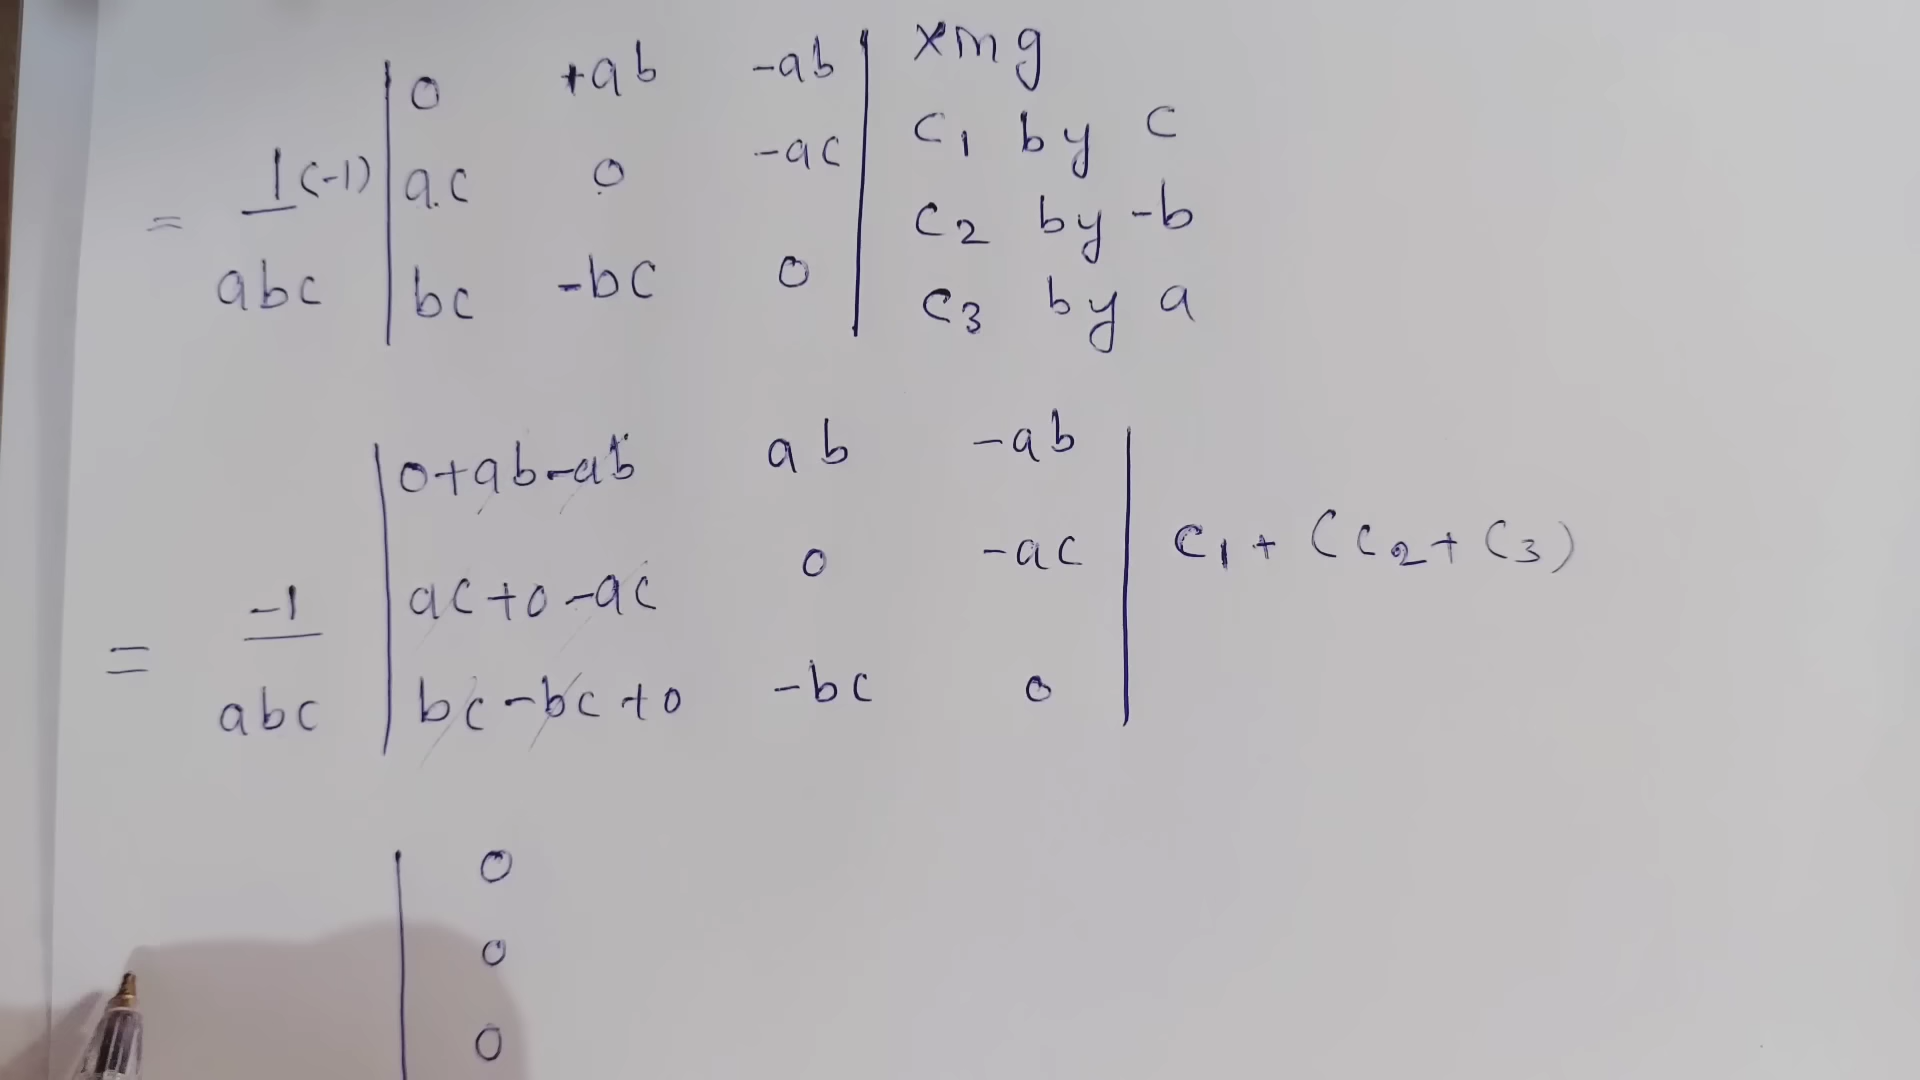 0 +ab -ab xmg
= 1(-1) ac 0 -ac c1 by c
abc bc -bc 0 c2 by -b
c3 by a
0+ab-ab ab -ab
ac+0-ac 0 -ac c1+(c2+c3)
= -1
abc bc-bc+0 -bc 0
0
0
0